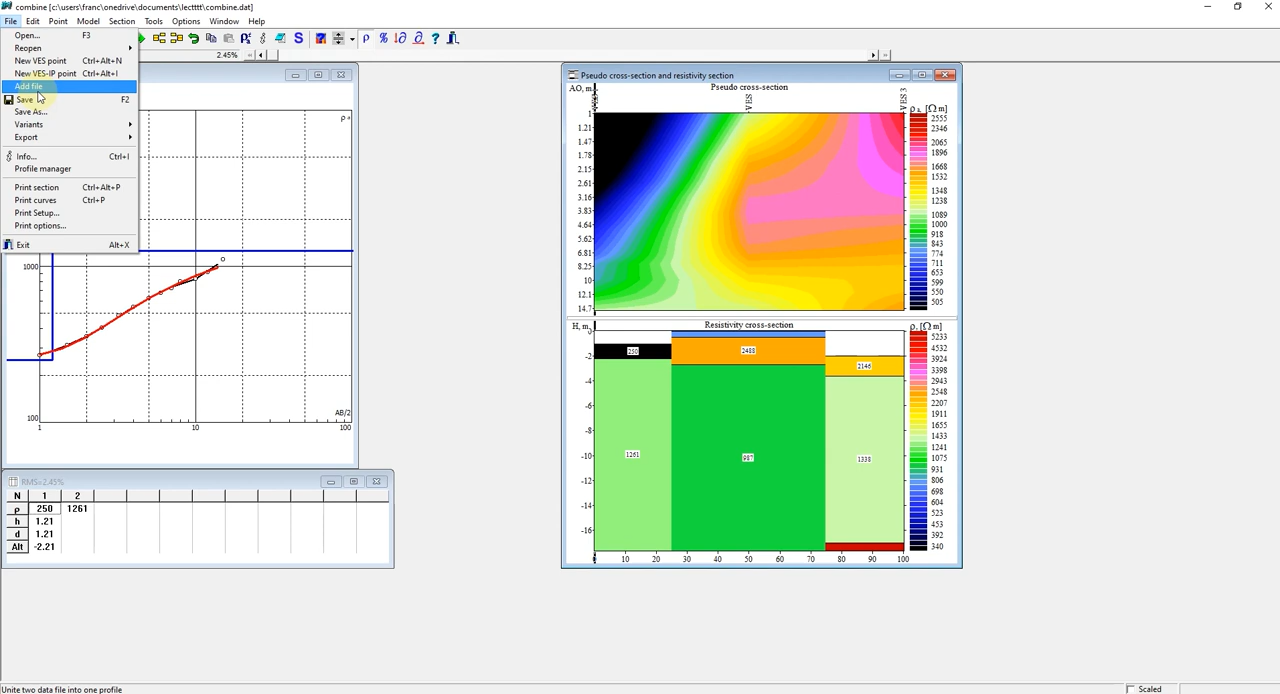 combine [c:\users\franc\onedrive\documents\lectttt\combine.dat]
File Edit Point Model Section Tools Options Window Help
Open... F3
Reopen
New VES point Ctrl+Alt+N
New VES-IP point Ctrl+Alt+I
Add file
Save F2
Save As...
Variants
Export
Info... Ctrl+I
Profile manager
Print section Ctrl+Alt+P
Print curves Ctrl+P
Print Setup...
Print options...
Exit Alt+X
2.45%
1000
100
1 10 100
AB/2
RMS=2.45%
N 1 2
ρ 250 1261
h 1.21
d 1.21
Alt -2.21
Pseudo cross-section and resistivity section
Pseudo cross-section
AO, m
VES 3
1.21
1.47
1.78
2.15
2.61
3.16
3.83
4.64
5.62
6.81
8.25
10
12.1
14.7
[Ωm]
2555
2346
2065
1896
1668
1532
1348
1238
1089
1000
918
843
774
711
653
599
550
505
H, m
Resistivity cross-section
0
-2
-4
-6
-8
-10
-12
-14
-16
250 2488 2146
1261 987 1338
10 20 30 40 50 60 70 80 90 100
ρ, [Ωm]
5233
4532
3924
3398
2943
2548
2207
1911
1655
1433
1241
1075
931
806
698
604
523
453
392
340
Unite two data file into one profile
Scaled